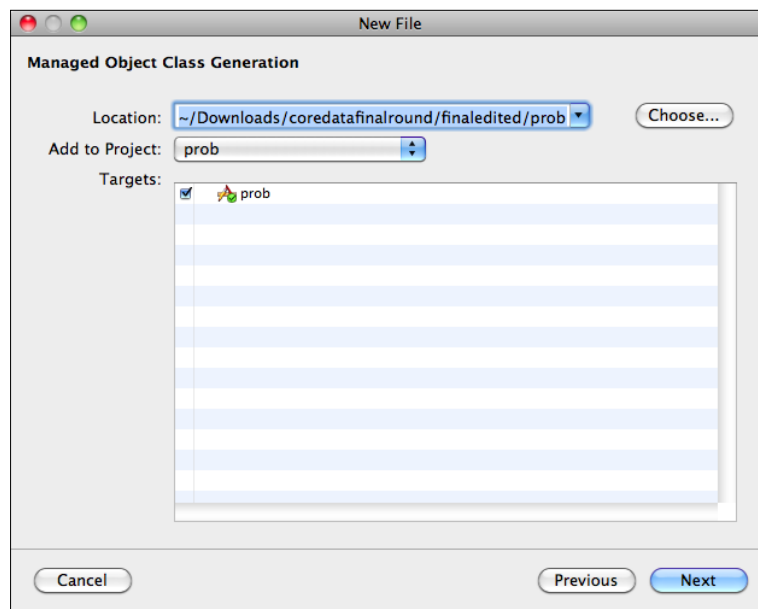 New File
Managed Object Class Generation
Location: ~/Downloads/coredatafinalround/finaledited/prob Choose...
Add to Project: prob
Targets:
prob
Cancel Previous Next